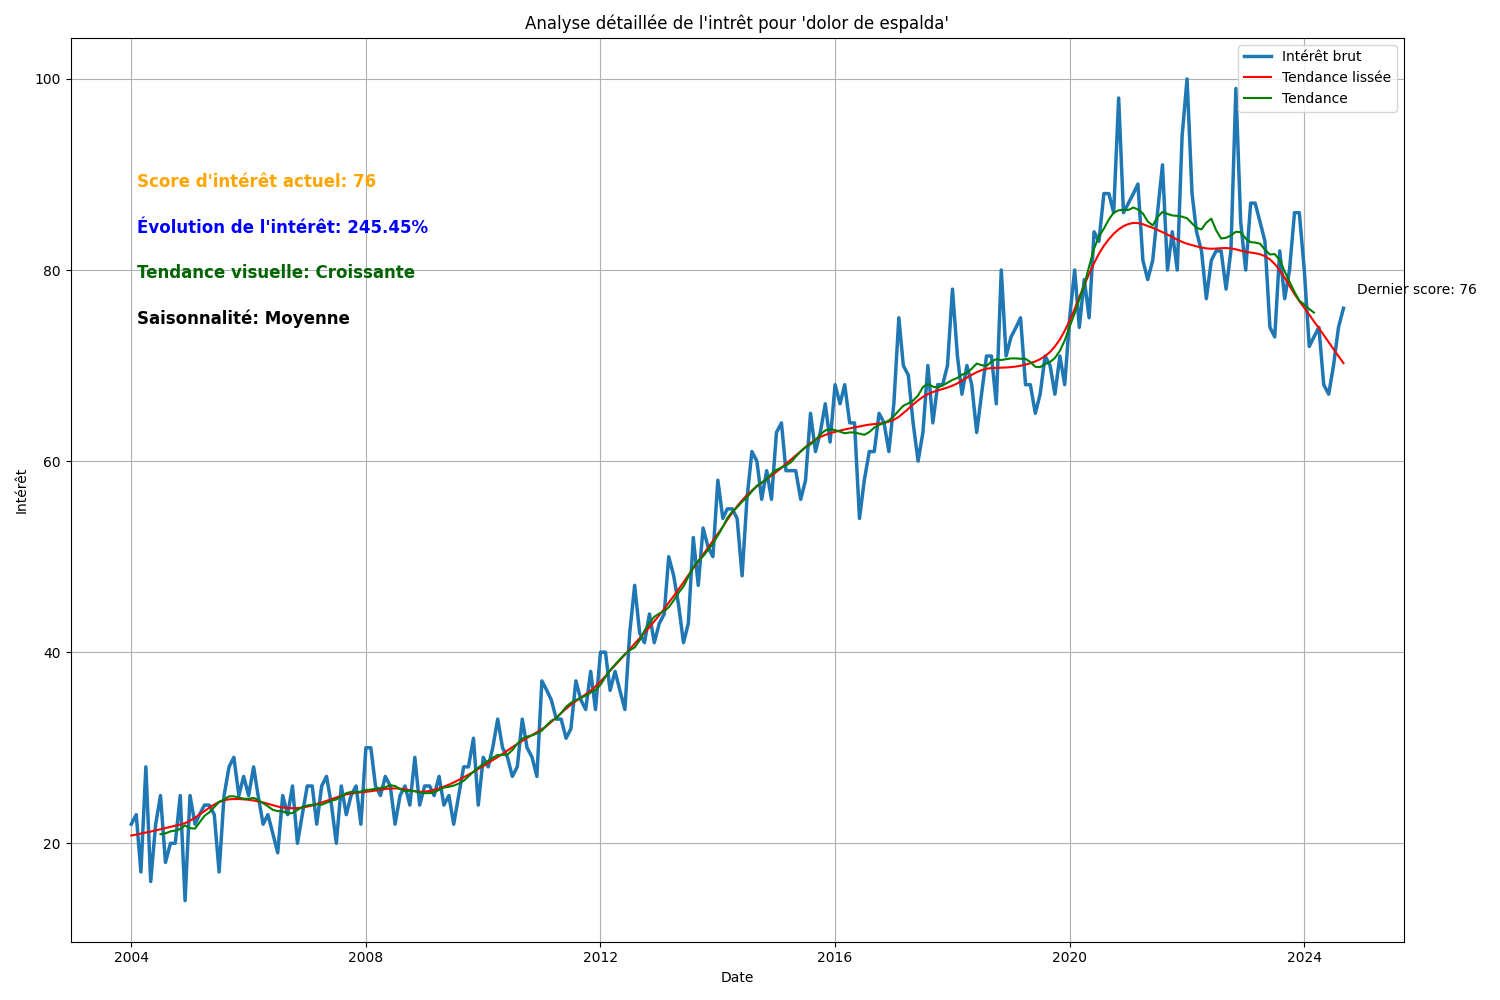 Analyse détaillée de l'intrêt pour 'dolor de espalda'
Intérêt brut
Tendance lissée
Tendance
Score d'intérêt actuel: 76
Évolution de l'intérêt: 245.45%
Tendance visuelle: Croissante
Saisonnalité: Moyenne
Dernier score: 76
Intérêt
100
80
60
40
20
2004
2008
2012
2016
2020
2024
Date